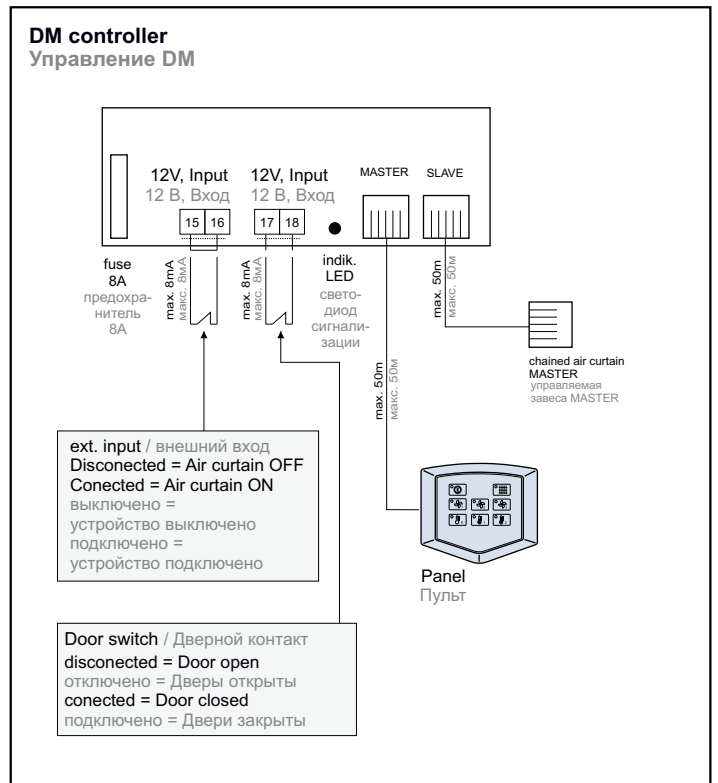 DM controller
Управление DM
12V, Input
12 В, Вход
12V, Input
12 В, Вход
MASTER
SLAVE
15 16
17 18
fuse
8A
предохра-
нитель
8A
max. 8mA
макс. 8мА
max. 8mA
макс. 8мА
indik.
LED
свето-
диод
сигнали-
зации
max. 50m
макс. 50м
max. 50m
макс. 50м
chained air curtain
MASTER
управляемая
завеса MASTER
ext. input / внешний вход
Disconected = Air curtain OFF
Conected = Air curtain ON
выключено =
устройство выключено
подключено =
устройство подключено
Panel
Пульт
Door switch / Дверной контакт
disconected = Door open
отключено = Дверы открыты
conected = Door closed
подключено = Двери закрыты